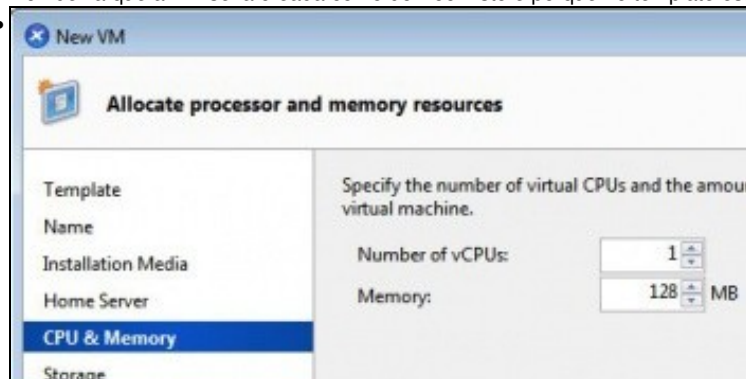 New VM
Allocate processor and memory resources
Template
Name
Installation Media
Home Server
CPU & Memory
Storage
Specify the number of virtual CPUs and the amou
virtual machine.
Number of vCPUs: 1
Memory: 128 MB